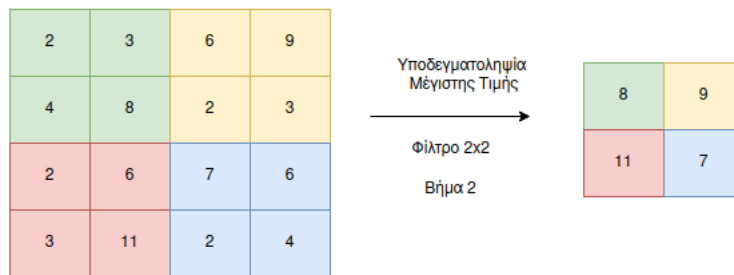 2 3 6 9
4 8 2 3
2 6 7 6
3 11 2 4
Υποδεγματοληψία
Μέγιστης Τιμής
Φίλτρο 2x2
Βήμα 2
8 9
11 7